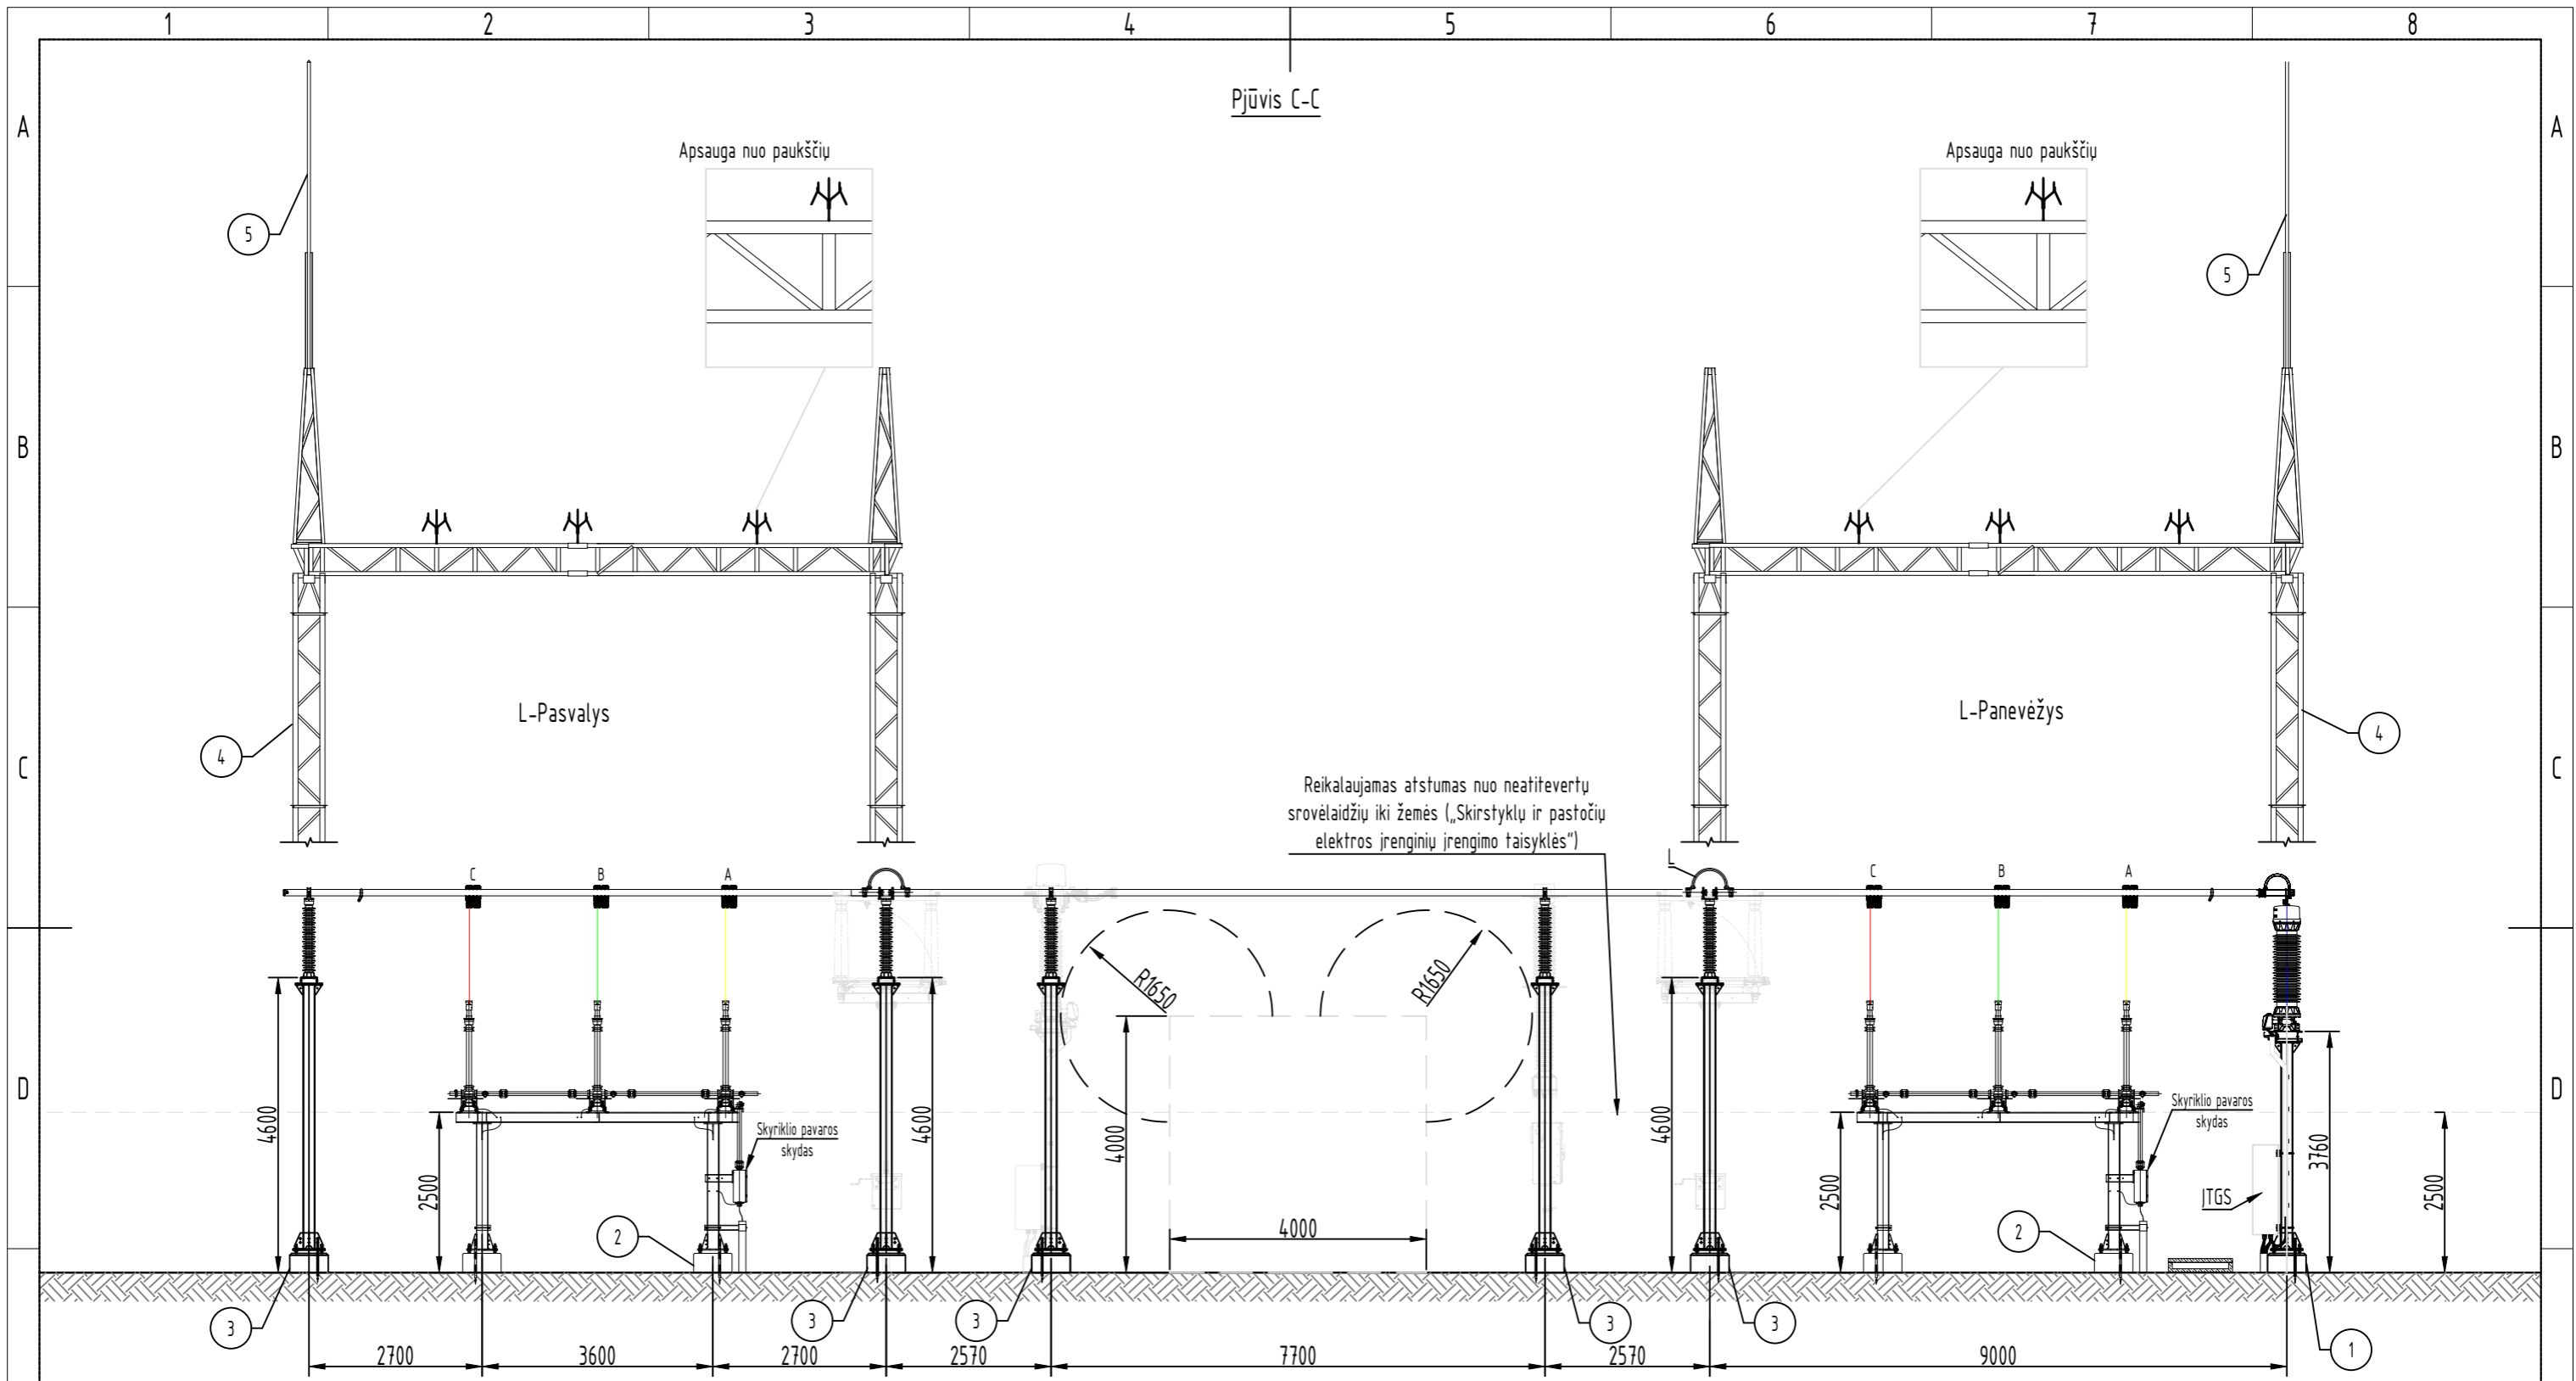 1 2 3 4 5 6 7 8
Pjūvis C-C
A A
Apsauga nuo paukščių Apsauga nuo paukščių
5 5
B B
L-Pasvalys L-Panevėžys
4 4
C C
Reikalaujamas atstumas nuo neatitevertų
srovėlaidžių iki žemės („Skirstyklų ir pastočių
elektros įrenginių įrengimo taisyklės")
L
C B A C B A
R1650 R1650
D D
4600 2500 4600 4000 4600 2500 3760 2500
Skyriklio pavaros
skydas
Skyriklio pavaros
skydas
ĮTGS
4000
2 2
3 3 3 3 3 1
2700 3600 2700 2570 7700 2570 9000